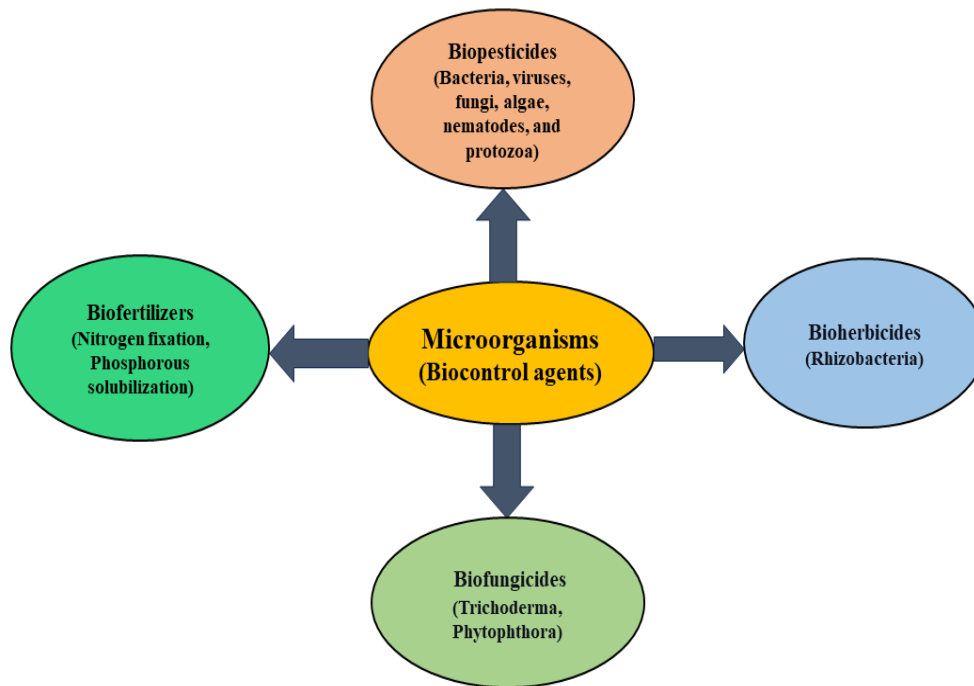 Biopesticides
(Bacteria, viruses,
fungi, algae,
nematodes, and
protozoa)
Biofertilizers
(Nitrogen fixation,
Phosphorous
solubilization)
Microorganisms
(Biocontrol agents)
Bioherbicides
(Rhizobacteria)
Biofungicides
(Trichoderma,
Phytophthora)